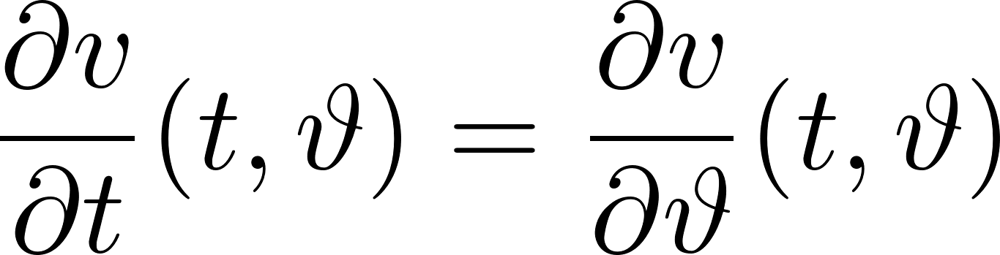 ∂v/∂t (t, ϑ) = ∂v/∂ϑ (t, ϑ)